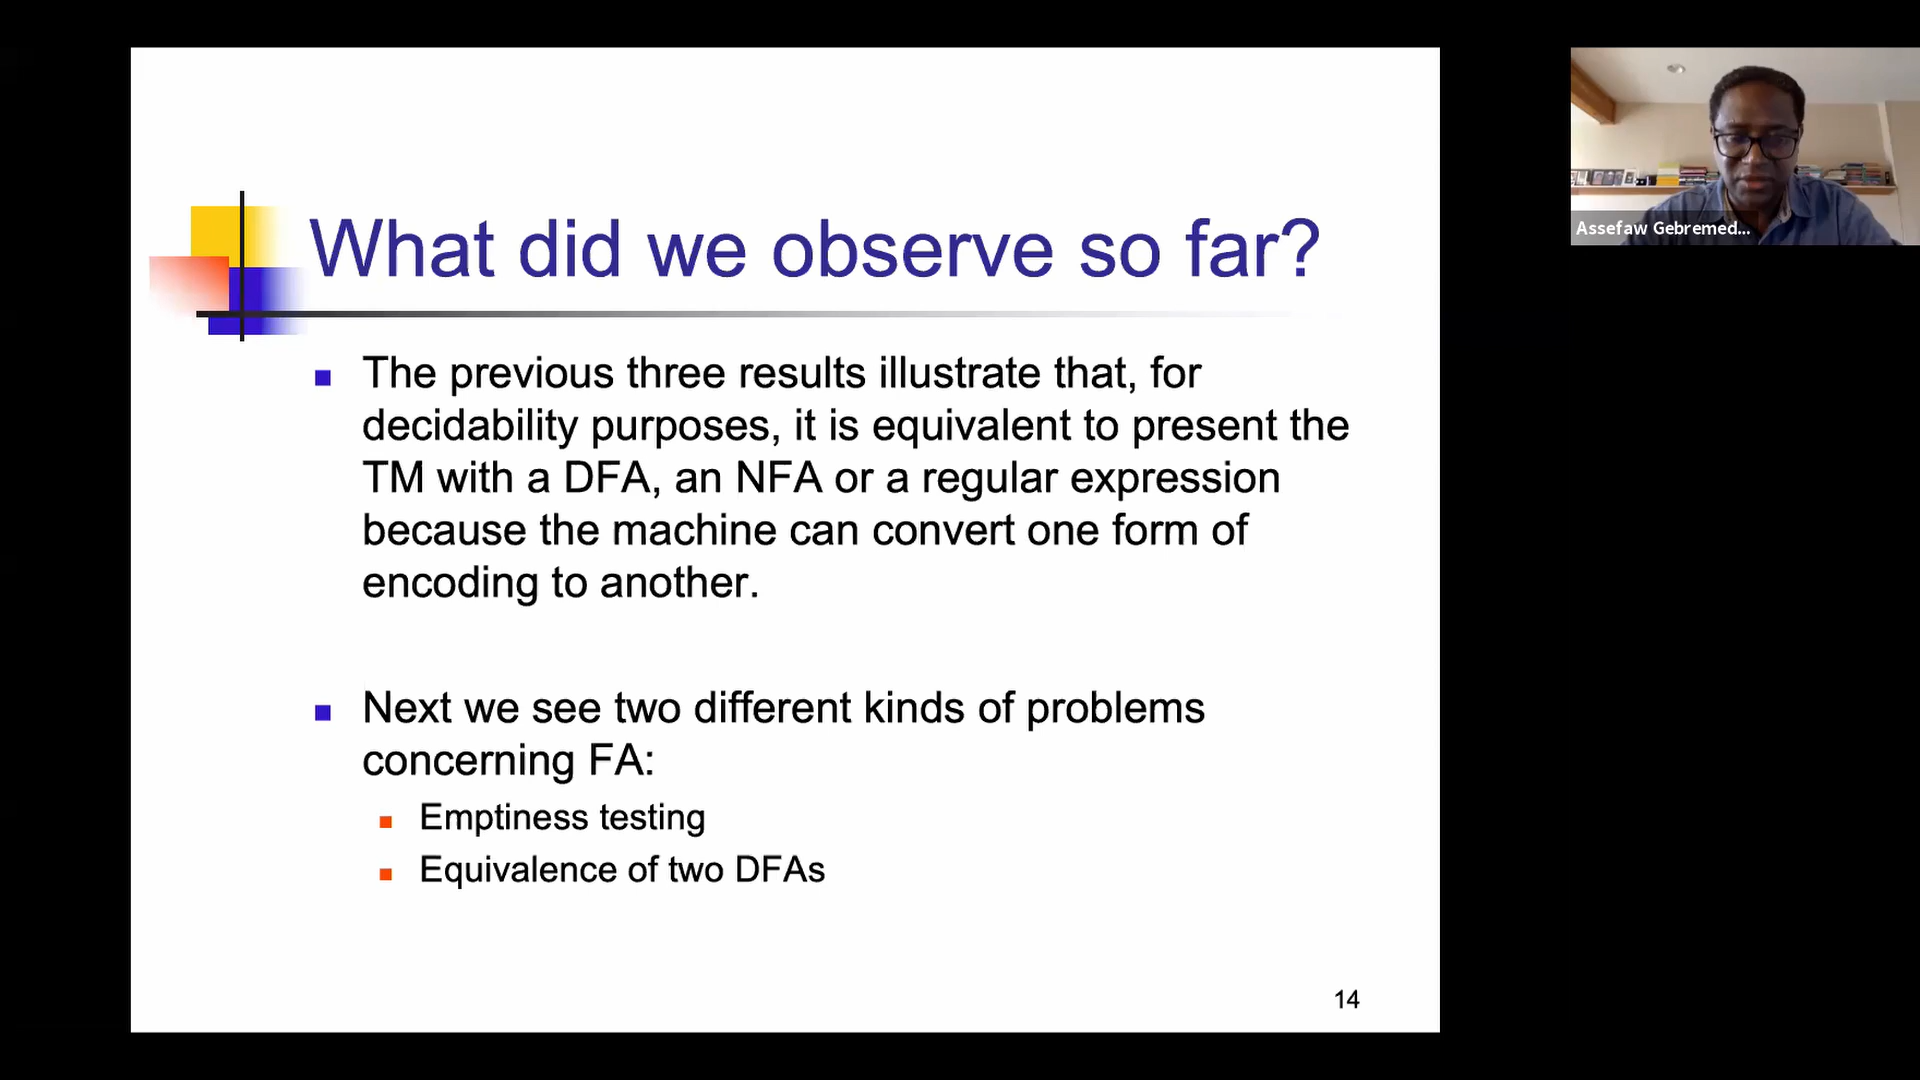 What did we observe so far?
The previous three results illustrate that, for
decidability purposes, it is equivalent to present the
TM with a DFA, an NFA or a regular expression
because the machine can convert one form of
encoding to another.
Next we see two different kinds of problems
concerning FA:
Emptiness testing
Equivalence of two DFAs
14
Assefaw Gebremed...